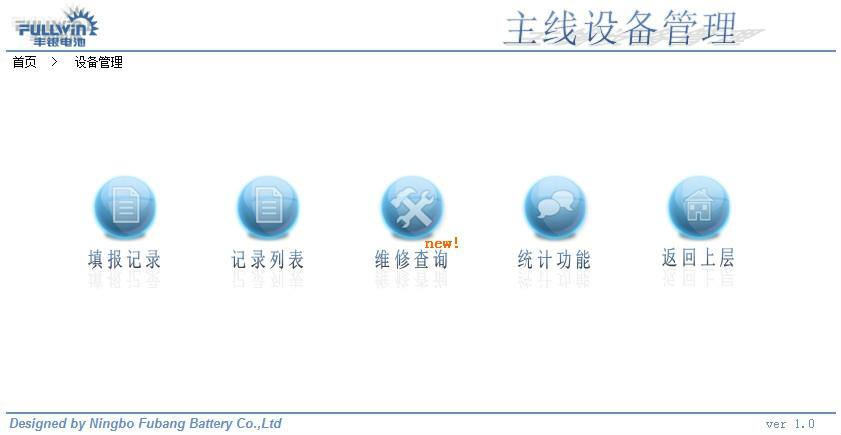 FULLWIN
丰银电池
主线设备管理
首页 > 设备管理
填报记录
记录列表
维修查询
new!
统计功能
返回上层
Designed by Ningbo Fubang Battery Co.,Ltd
ver 1.0